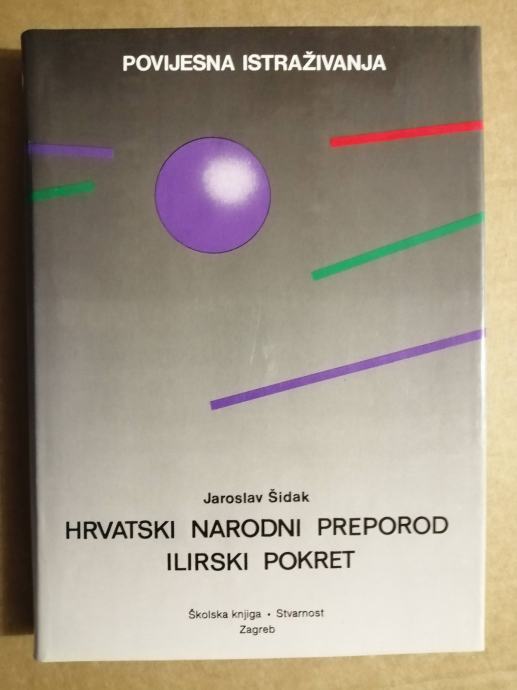 POVIJESNA ISTRAŽIVANJA
Jaroslav Šidak
HRVATSKI NARODNI PREPOROD
ILIRSKI POKRET
Školska knjiga • Stvarnost
Zagreb